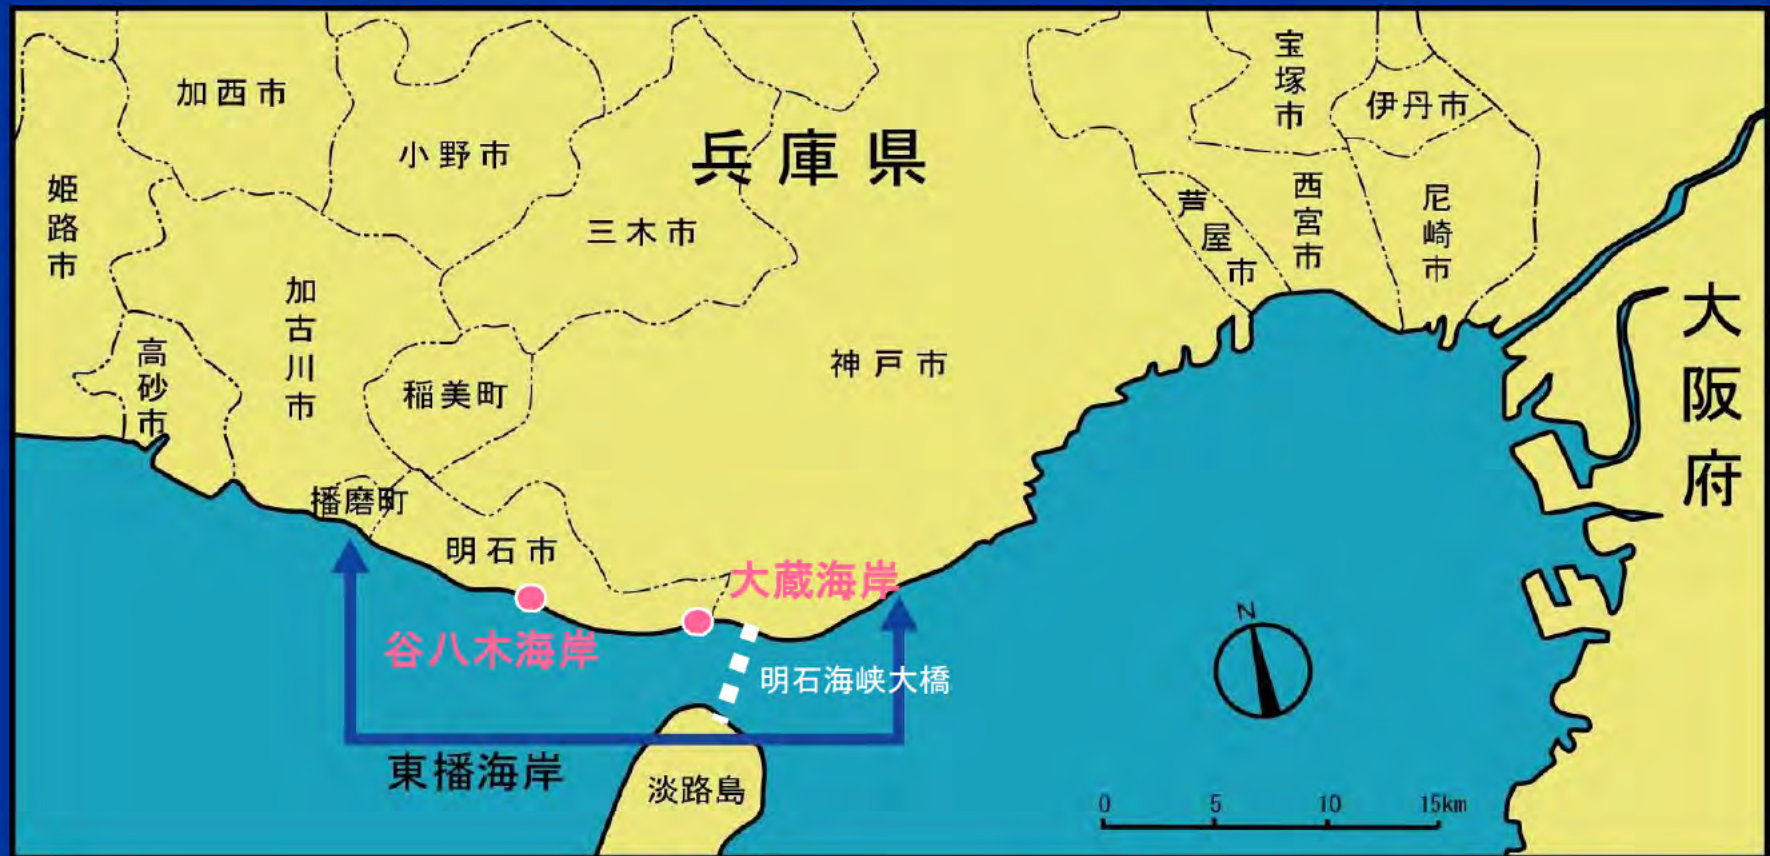 加西市
小野市
兵庫県
宝塚市
伊丹市
姫路市
三木市
芦屋市
西宮市
尼崎市
加古川市
高砂市
稲美町
神戸市
大阪府
播磨町
明石市
大蔵海岸
谷八木海岸
明石海峡大橋
東播海岸
淡路島
N
0 5 10 15km